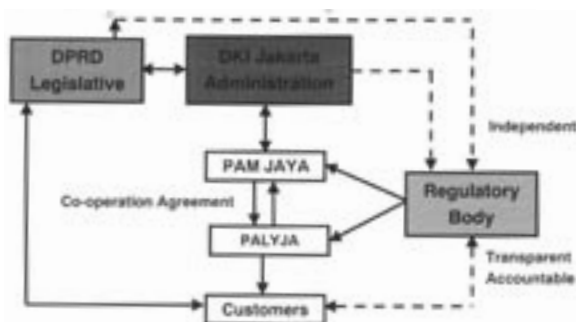 DPRD
Legislative
DKI Jakarta
Administration
Independent
PAM JAYA
Regulatory
Body
Co-operation Agreement
PALYJA
Transparent
Accountable
Customers